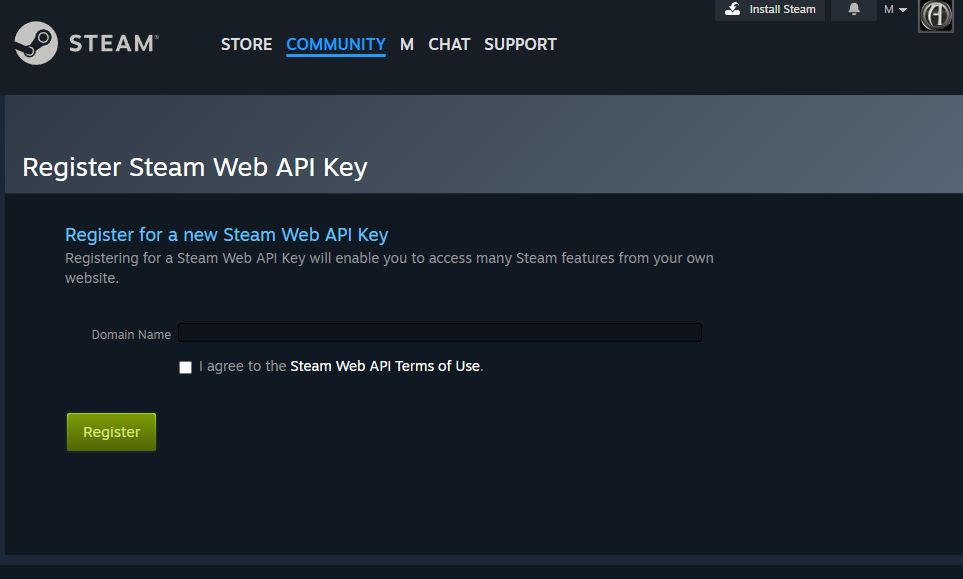 Install Steam
M
STEAM®
STORE COMMUNITY M CHAT SUPPORT
Register Steam Web API Key
Register for a new Steam Web API Key
Registering for a Steam Web API Key will enable you to access many Steam features from your own
website.
Domain Name
I agree to the Steam Web API Terms of Use.
Register